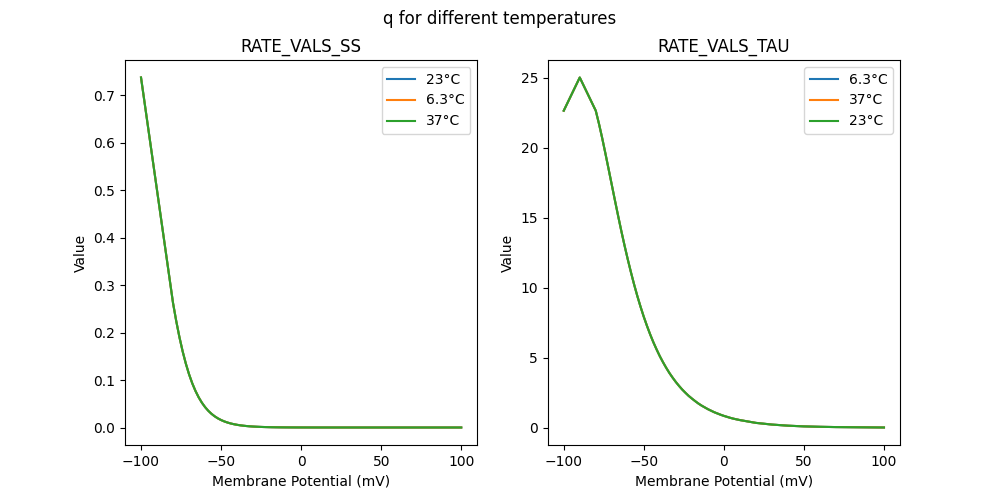 q for different temperatures
RATE_VALS_SS
RATE_VALS_TAU
23°C
6.3°C
37°C
6.3°C
37°C
23°C
Value
0.7
0.6
0.5
0.4
0.3
0.2
0.1
0.0
−100
−50
0
50
100
Membrane Potential (mV)
Value
25
20
15
10
5
0
−100
−50
0
50
100
Membrane Potential (mV)